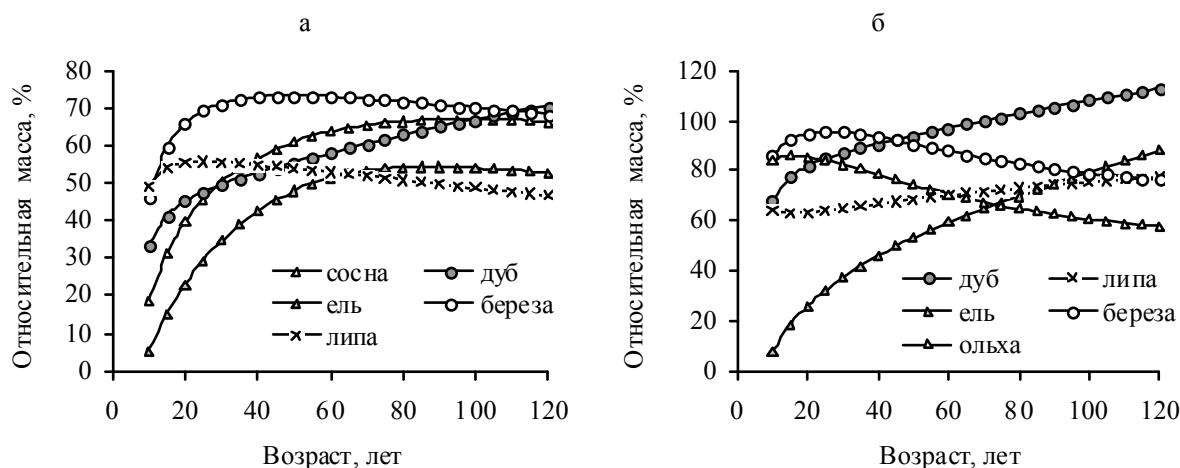 а
Относительная масса, %
80
70
60
50
40
30
20
10
0
0 20 40 60 80 100 120
Возраст, лет
сосна дуб
ель береза
липа
б
Относительная масса, %
120
100
80
60
40
20
0
0 20 40 60 80 100 120
Возраст, лет
дуб липа
ель береза
ольха